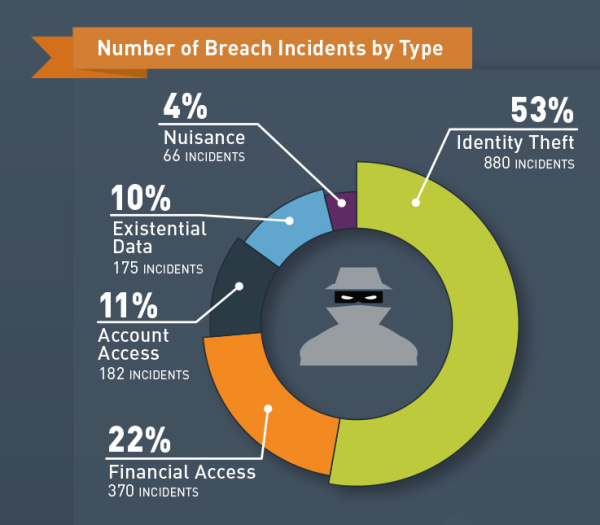 Number of Breach Incidents by Type
4%
Nuisance
66 INCIDENTS
53%
Identity Theft
880 INCIDENTS
10%
Existential
Data
175 INCIDENTS
11%
Account
Access
182 INCIDENTS
22%
Financial Access
370 INCIDENTS